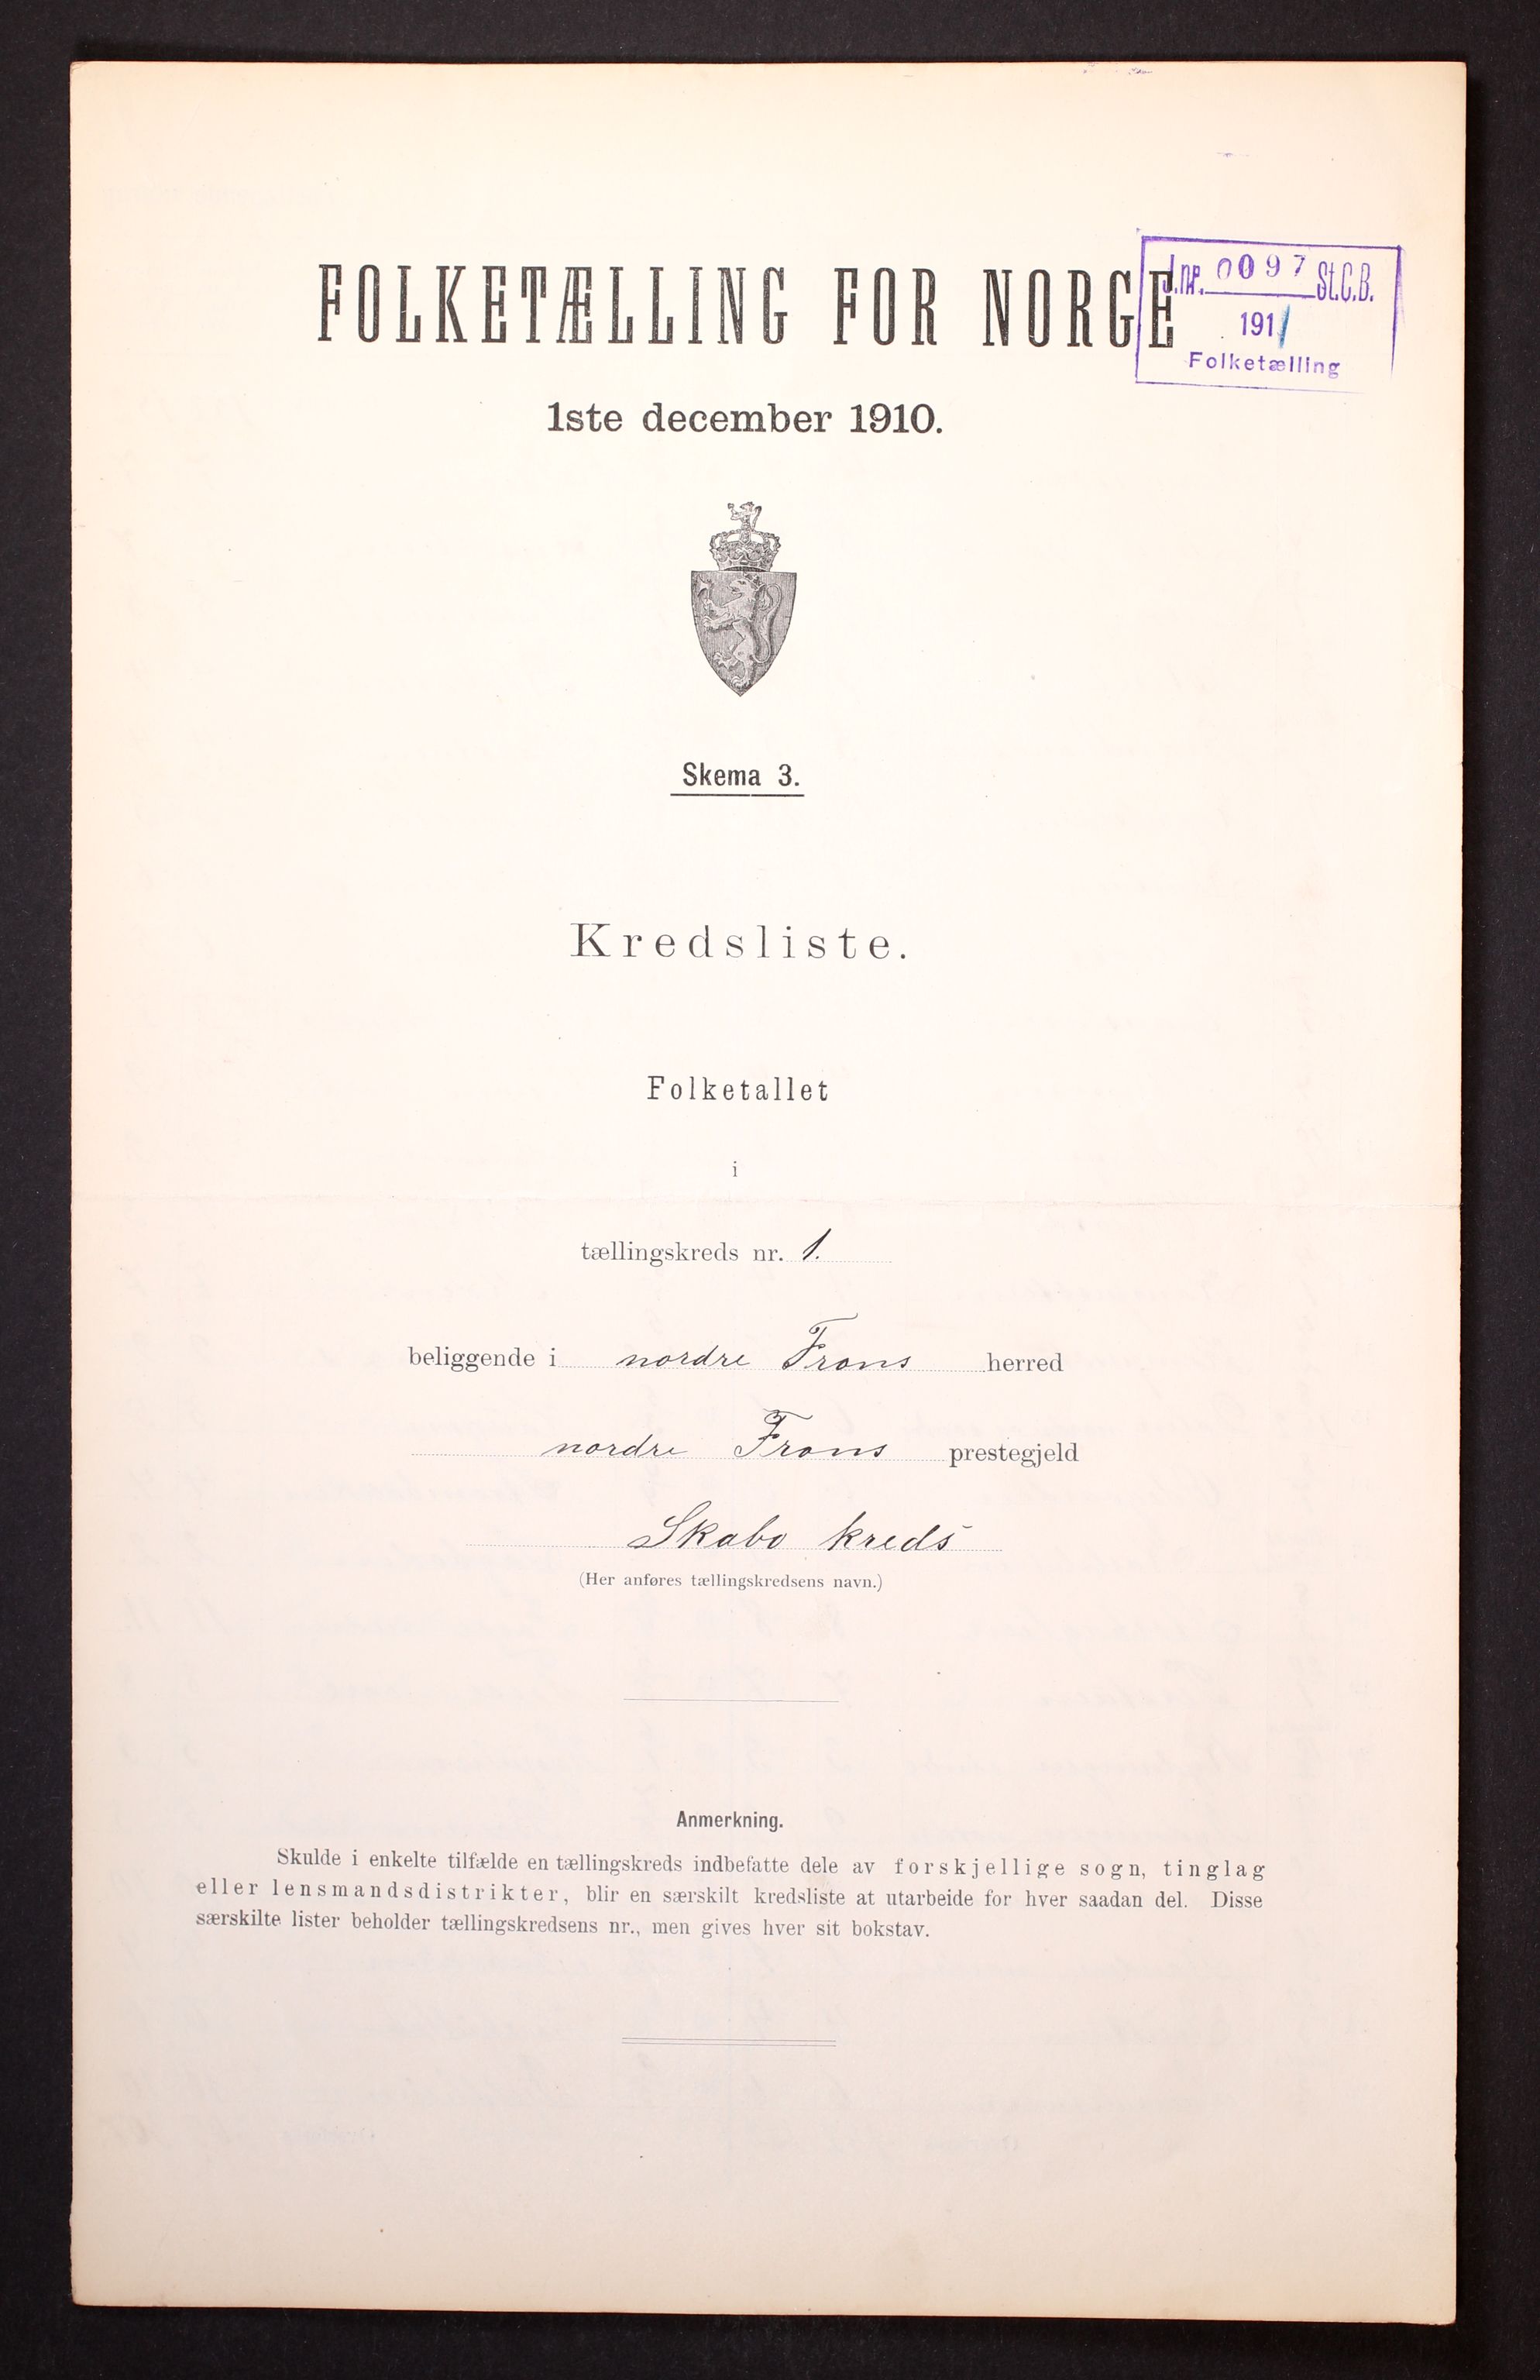 FOLKETÆLLING FOR NORGE
J.nr. 0097 St.C.B.
1911
Folketælling
1ste december 1910.
Skema 3.
Kredsliste.
Folketallet
i
tællingskreds nr. 1.
beliggende i nordre Frons herred
nordre Frons prestegjeld
Skabo kreds
(Her anføres tællingskredsens navn.)
Anmerkning.
Skulde i enkelte tilfælde en tællingskreds indbefatte dele av forskjellige sogn, tinglag
eller lensmandsdistrikter, blir en særskilt kredsliste at utarbeide for hver saadan del. Disse
særskilte lister beholder tællingskredsens nr., men gives hver sit bokstav.